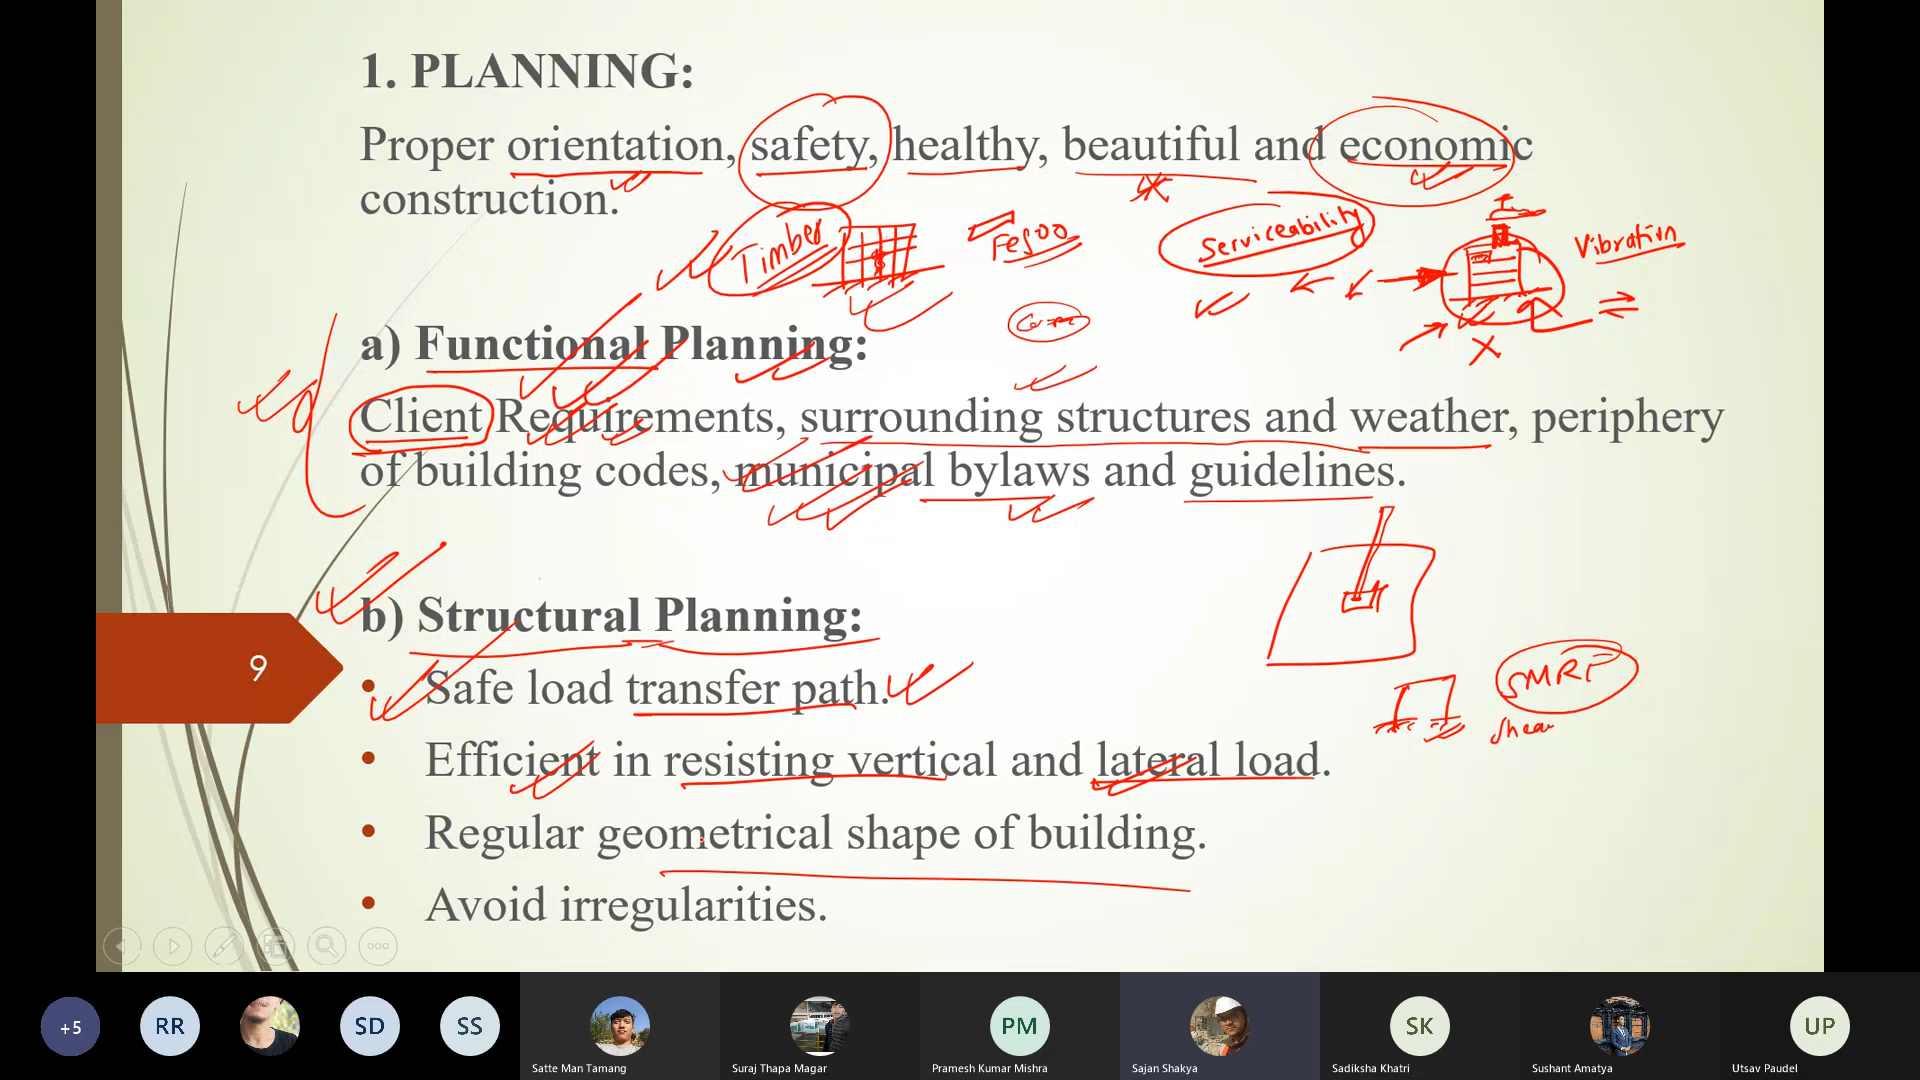 1. PLANNING:
Proper orientation, safety, healthy, beautiful and economic
construction.
Timber
Fe500
Serviceability
Vibration
a) Functional Planning:
Client Requirements, surrounding structures and weather, periphery
of building codes, municipal bylaws and guidelines.
b) Structural Planning:
9
• Safe load transfer path.
SMRF
Shear
• Efficient in resisting vertical and lateral load.
• Regular geometrical shape of building.
• Avoid irregularities.
+5
RR
SD
SS
PM
SK
UP
Satte Man Tamang
Suraj Thapa Magar
Pramesh Kumar Mishra
Sajan Shakya
Sadiksha Khatri
Sushant Amatya
Utsav Paudel